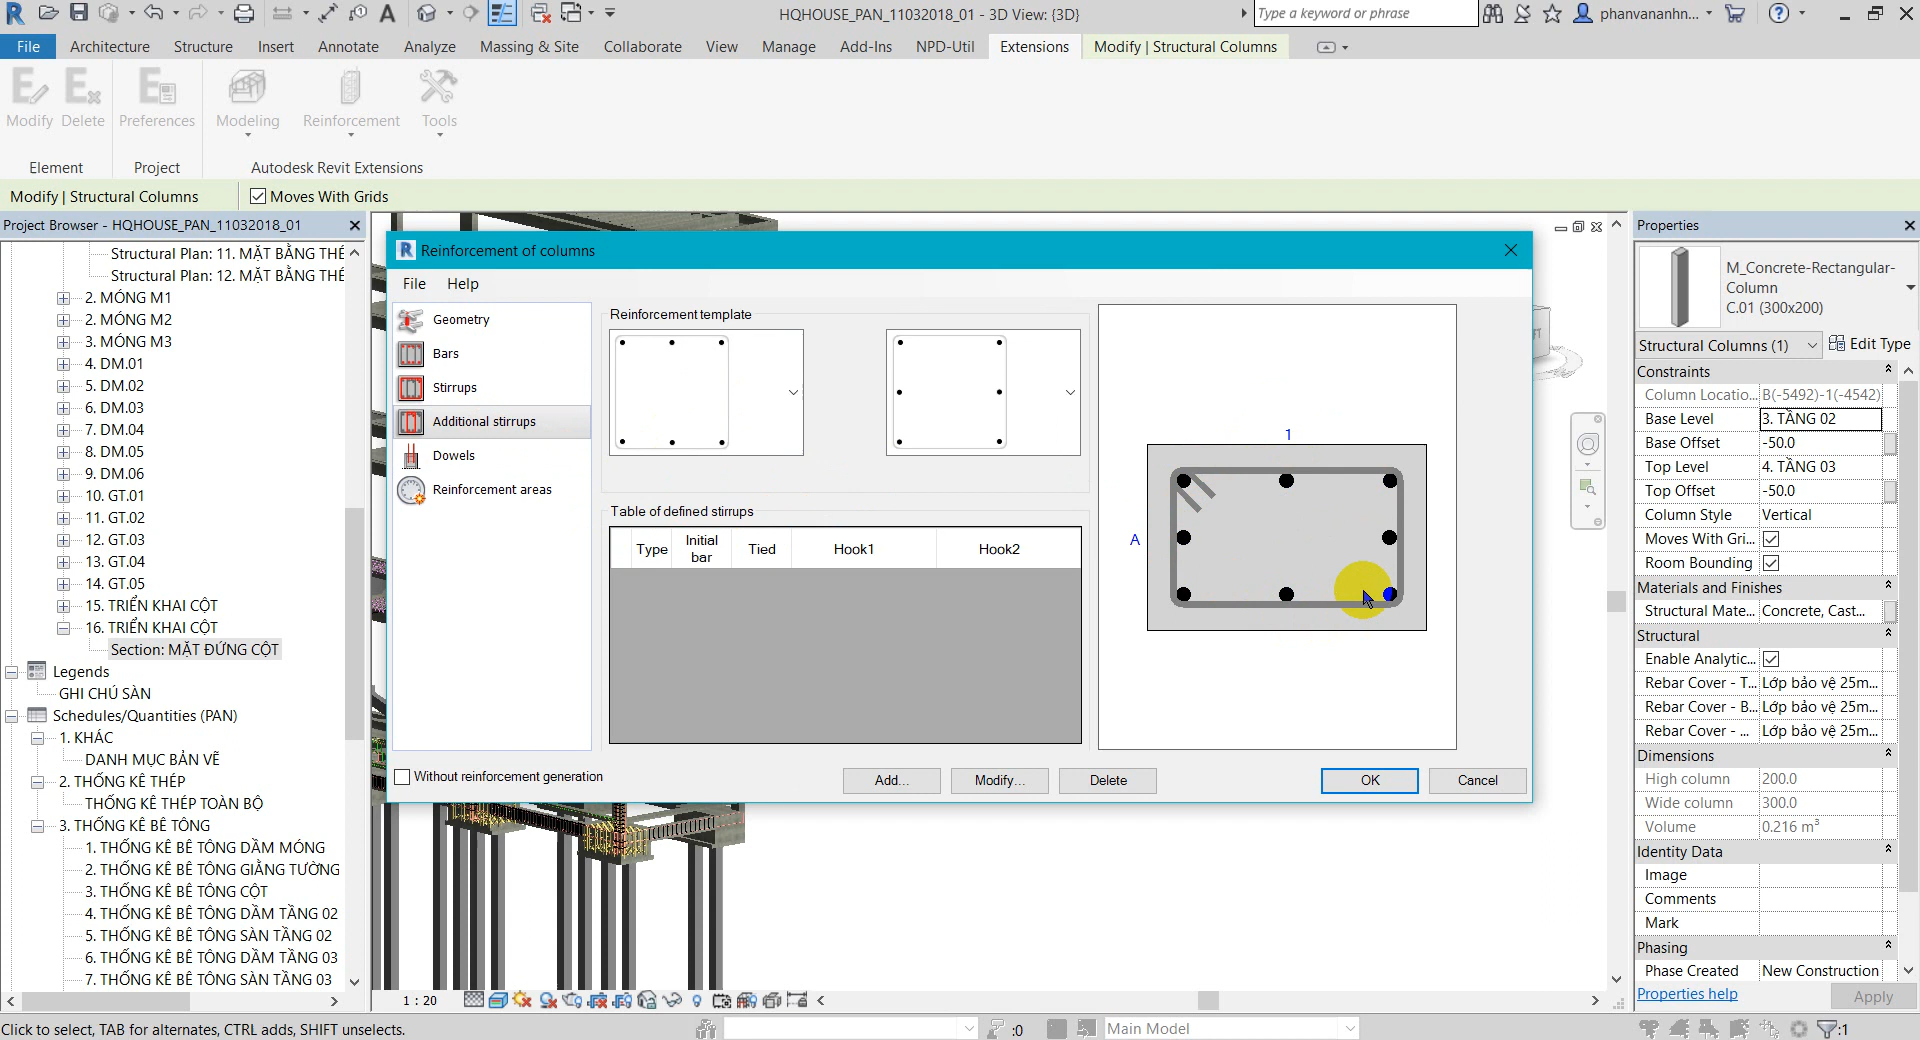 HQHOUSE_PAN_11032018_01 - 3D View: {3D}
Type a keyword or phrase
phanvananhn...
File Architecture Structure Insert Annotate Analyze Massing & Site Collaborate View Manage Add-Ins NPD-Util Extensions Modify | Structural Columns
Modify Delete Preferences Modeling Reinforcement Tools
Element Project Autodesk Revit Extensions
Modify | Structural Columns Moves With Grids
Project Browser - HQHOUSE_PAN_11032018_01
Structural Plan: 11. MẶT BẰNG THÉ
Structural Plan: 12. MẶT BẰNG THÉ
2. MÓNG M1
2. MÓNG M2
3. MÓNG M3
4. DM.01
5. DM.02
6. DM.03
7. DM.04
8. DM.05
9. DM.06
10. GT.01
11. GT.02
12. GT.03
13. GT.04
14. GT.05
15. TRIỂN KHAI CỘT
16. TRIỂN KHAI CỘT
Section: MẶT ĐỨNG CỘT
Legends
GHI CHÚ SÀN
Schedules/Quantities (PAN)
1. KHÁC
DANH MỤC BẢN VẼ
2. THỐNG KÊ THÉP
THỐNG KÊ THÉP TOÀN BỘ
3. THỐNG KÊ BÊ TÔNG
1. THỐNG KÊ BÊ TÔNG DẦM MÓNG
2. THỐNG KÊ BÊ TÔNG GIẰNG TƯỜNG
3. THỐNG KÊ BÊ TÔNG CỘT
4. THỐNG KÊ BÊ TÔNG DẦM TẦNG 02
5. THỐNG KÊ BÊ TÔNG SÀN TẦNG 02
6. THỐNG KÊ BÊ TÔNG DẦM TẦNG 03
7. THỐNG KÊ BÊ TÔNG SÀN TẦNG 03
Reinforcement of columns
File Help
Geometry
Bars
Stirrups
Additional stirrups
Dowels
Reinforcement areas
Reinforcement template
Table of defined stirrups
Type Initial bar Tied Hook1 Hook2
1
A
Without reinforcement generation
Add... Modify... Delete OK Cancel
Properties
M_Concrete-Rectangular-
Column
C.01 (300x200)
Structural Columns (1) Edit Type
Constraints
Column Locatio... B(-5492)-1(-4542)
Base Level 3. TẦNG 02
Base Offset -50.0
Top Level 4. TẦNG 03
Top Offset -50.0
Column Style Vertical
Moves With Gri...
Room Bounding
Materials and Finishes
Structural Mate... Concrete, Cast...
Structural
Enable Analytic...
Rebar Cover - T... Lớp bảo vệ 25m...
Rebar Cover - B... Lớp bảo vệ 25m...
Rebar Cover - ... Lớp bảo vệ 25m...
Dimensions
High column 200.0
Wide column 300.0
Volume 0.216 m³
Identity Data
Image
Comments
Mark
Phasing
Phase Created New Construction
Properties help Apply
1 : 20
Click to select, TAB for alternates, CTRL adds, SHIFT unselects.
:0 Main Model :1